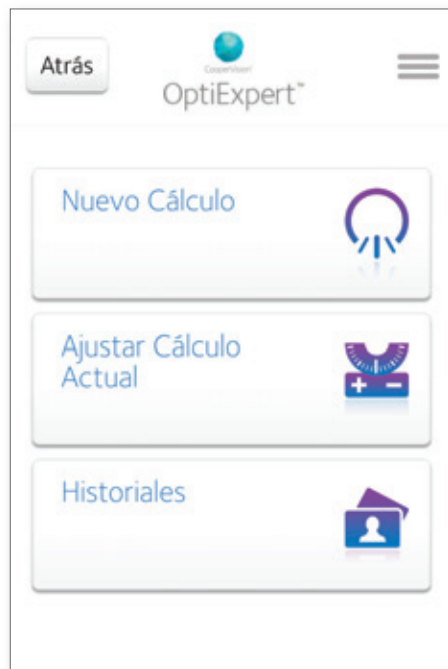 Atrás
CooperVision®
OptiExpert™
Nuevo Cálculo
Ajustar Cálculo
Actual
Historiales